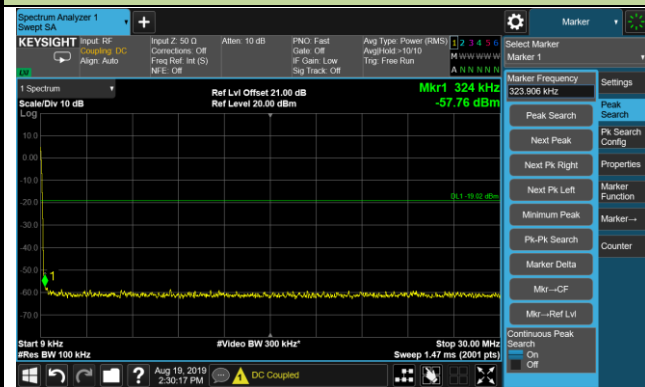 Spectrum Analyzer 1
Swept SA
+
Marker
KEYSIGHT
Input: RF
Coupling: DC
Align: Auto
Input Z: 50 Ω
Corrections: Off
Freq Ref: Int (S)
NFE: Off
Atten: 10 dB
PNO: Fast
Gate: Off
IF Gain: Low
Sig Track: Off
Avg Type: Power (RMS)
Avg|Hold:>10/10
Trig: Free Run
1 2 3 4 5 6
M W W W W W
A N N N N N
Select Marker
Marker 1
LV
1 Spectrum
Scale/Div 10 dB
Log
Ref Lvl Offset 21.00 dB
Ref Level 20.00 dBm
Mkr1 324 kHz
-57.76 dBm
10.0
0.00
-10.0
-20.0
-30.0
-40.0
-50.0
-60.0
-70.0
DL1 -19.02 dBm
1
Start 9 kHz
#Res BW 100 kHz
#Video BW 300 kHz*
Stop 30.00 MHz
Sweep 1.47 ms (2001 pts)
Marker Frequency
323.906 kHz
Peak Search
Next Peak
Next Pk Right
Next Pk Left
Minimum Peak
Pk-Pk Search
Marker Delta
Mkr→CF
Mkr→Ref Lvl
Continuous Peak
Search
On
Off
Settings
Peak
Search
Pk Search
Config
Properties
Marker
Function
Marker→
Counter
?
Aug 19, 2019
2:30:17 PM
DC Coupled